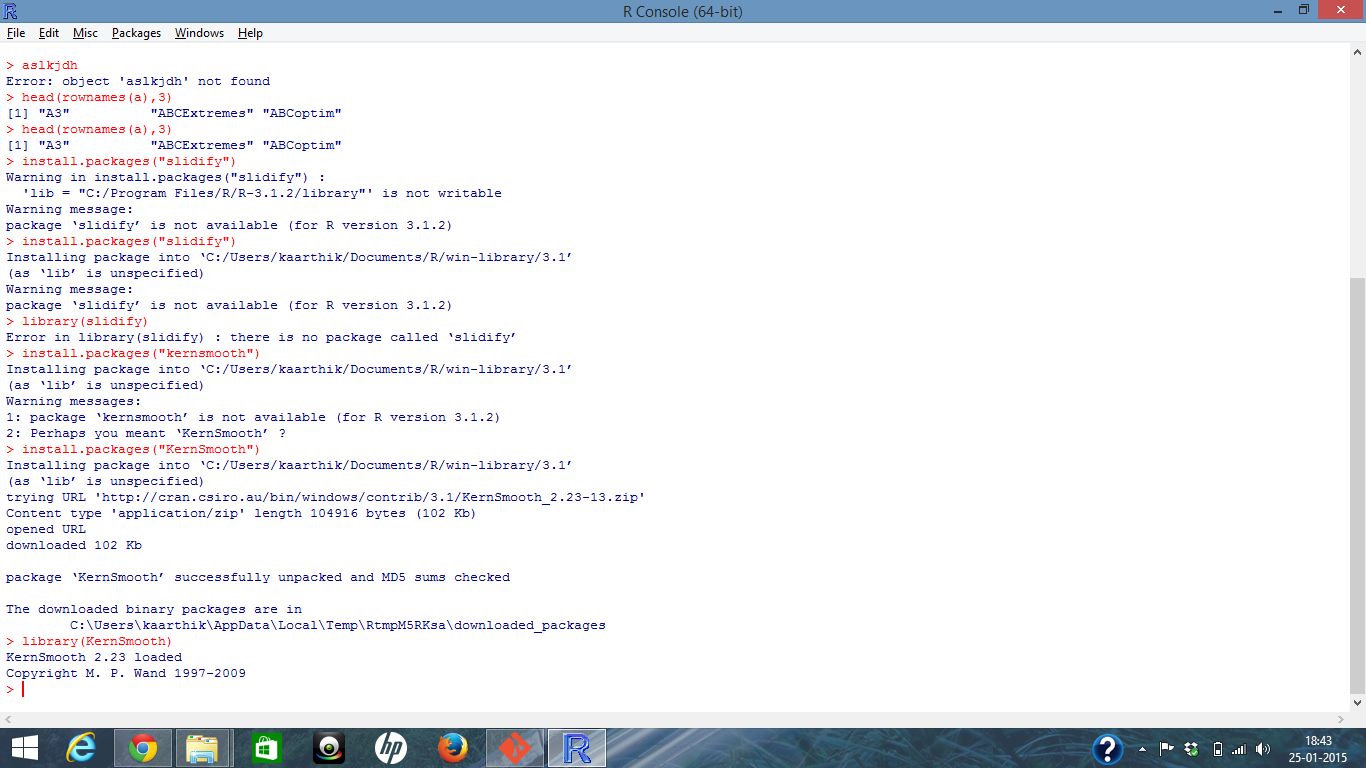 R Console (64-bit)
File Edit Misc Packages Windows Help
> aslkjdh
Error: object 'aslkjdh' not found
> head(rownames(a),3)
[1] "A3"          "ABCExtremes" "ABCoptim"
> head(rownames(a),3)
[1] "A3"          "ABCExtremes" "ABCoptim"
> install.packages("slidify")
Warning in install.packages("slidify") :
  'lib = "C:/Program Files/R/R-3.1.2/library"' is not writable
Warning message:
package ‘slidify’ is not available (for R version 3.1.2)
> install.packages("slidify")
Installing package into ‘C:/Users/kaarthik/Documents/R/win-library/3.1’
(as ‘lib’ is unspecified)
Warning message:
package ‘slidify’ is not available (for R version 3.1.2)
> library(slidify)
Error in library(slidify) : there is no package called ‘slidify’
> install.packages("kernsmooth")
Installing package into ‘C:/Users/kaarthik/Documents/R/win-library/3.1’
(as ‘lib’ is unspecified)
Warning messages:
1: package ‘kernsmooth’ is not available (for R version 3.1.2)
2: Perhaps you meant ‘KernSmooth’ ?
> install.packages("KernSmooth")
Installing package into ‘C:/Users/kaarthik/Documents/R/win-library/3.1’
(as ‘lib’ is unspecified)
trying URL 'http://cran.csiro.au/bin/windows/contrib/3.1/KernSmooth_2.23-13.zip'
Content type 'application/zip' length 104916 bytes (102 Kb)
opened URL
downloaded 102 Kb
package ‘KernSmooth’ successfully unpacked and MD5 sums checked
The downloaded binary packages are in
        C:\Users\kaarthik\AppData\Local\Temp\RtmpM5RKsa\downloaded_packages
> library(KernSmooth)
KernSmooth 2.23 loaded
Copyright M. P. Wand 1997-2009
>
hp
R
?
18:43
25-01-2015